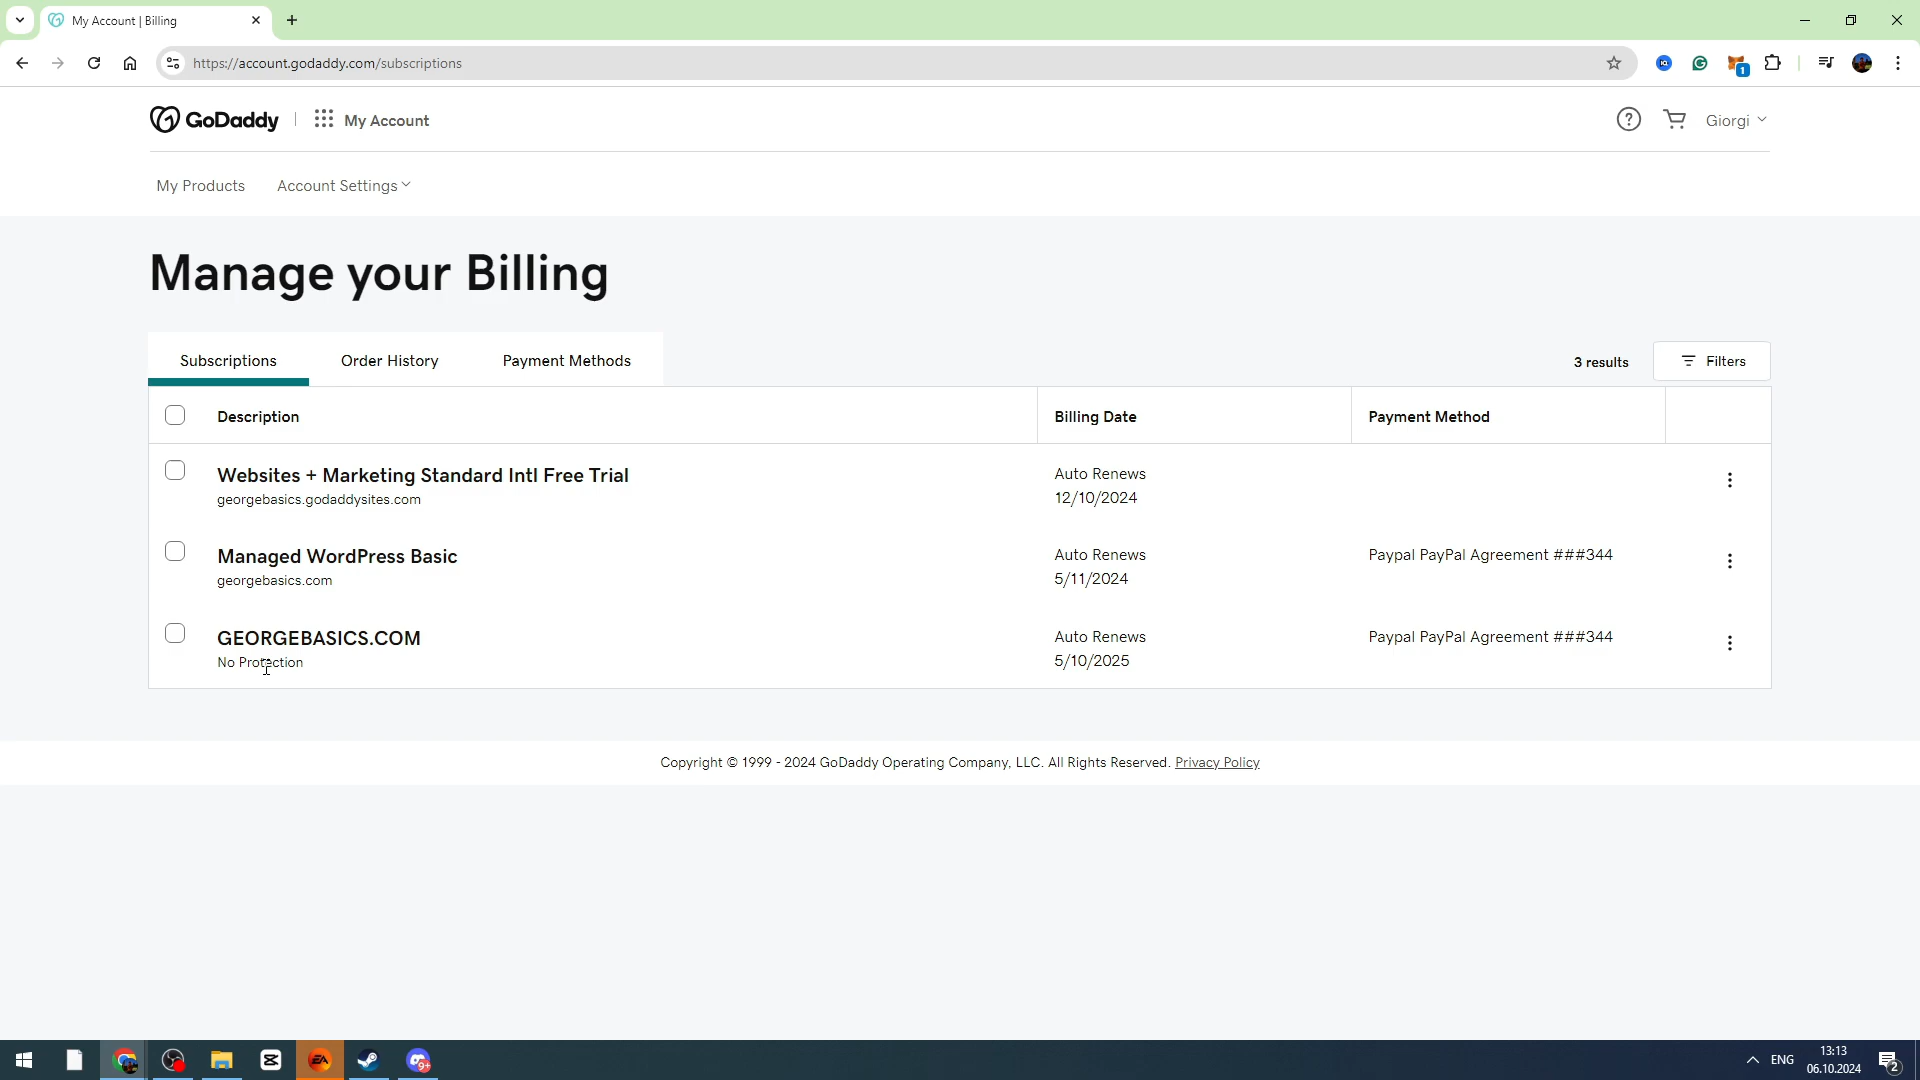 My Account | Billing
https://account.godaddy.com/subscriptions
1
GoDaddy
My Account
Giorgi
My Products
Account Settings
Manage your Billing
Subscriptions
Order History
Payment Methods
3 results
Filters
Description
Billing Date
Payment Method
Websites + Marketing Standard Intl Free Trial
Auto Renews
georgebasics.godaddysites.com
12/10/2024
Managed WordPress Basic
Auto Renews
Paypal PayPal Agreement ###344
georgebasics.com
5/11/2024
GEORGEBASICS.COM
Auto Renews
Paypal PayPal Agreement ###344
No Protection
5/10/2025
Copyright © 1999 - 2024 GoDaddy Operating Company, LLC. All Rights Reserved. Privacy Policy
EA
9+
ENG
13:13
06.10.2024
2